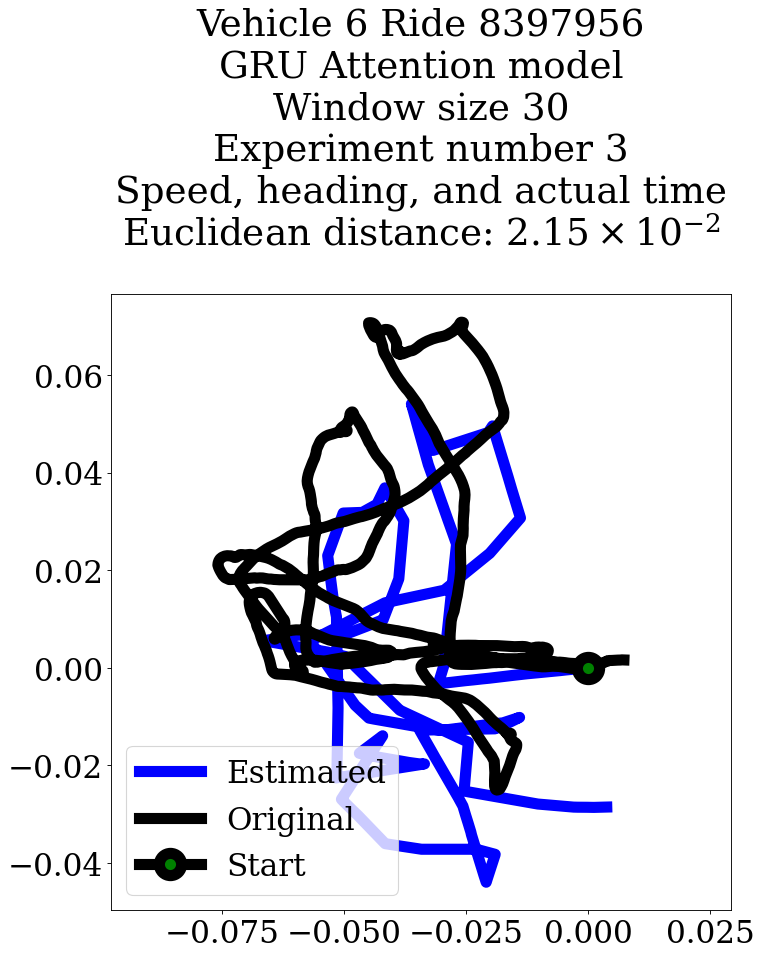 Vehicle 6 Ride 8397956
GRU Attention model
Window size 30
Experiment number 3
Speed, heading, and actual time
Euclidean distance: 2.15 × 10⁻²
0.06
0.04
0.02
0.00
−0.02
−0.04
Estimated
Original
Start
−0.075 −0.050 −0.025 0.000 0.025